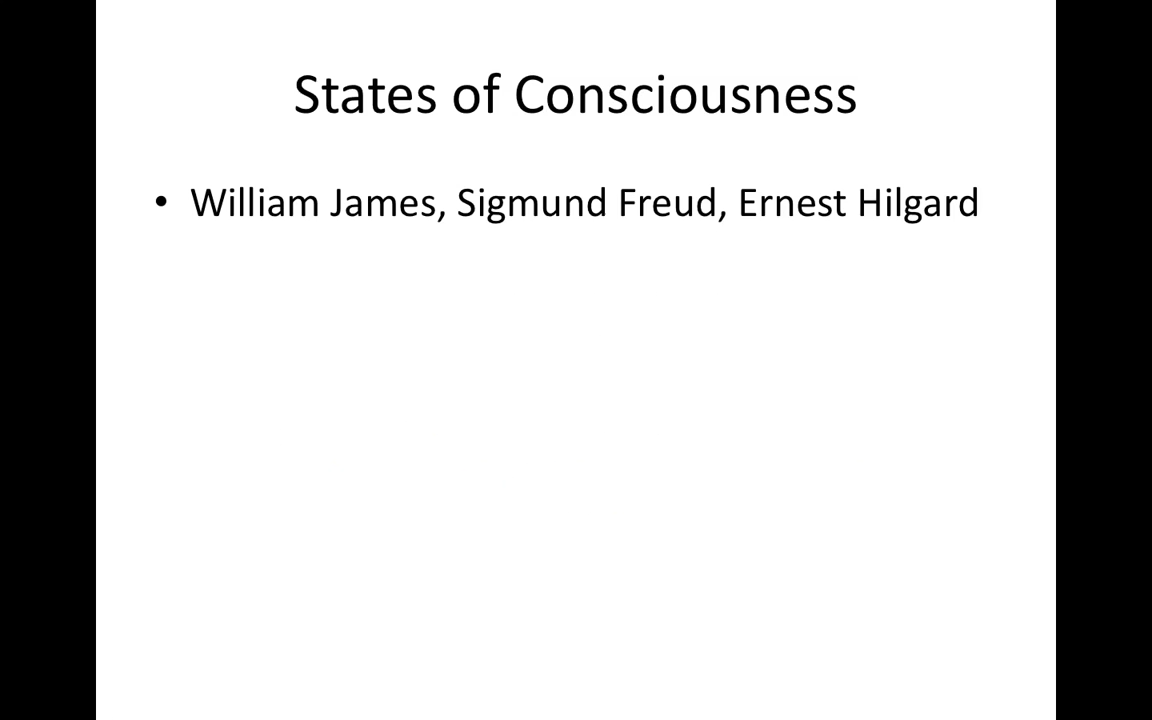 States of Consciousness
• William James, Sigmund Freud, Ernest Hilgard